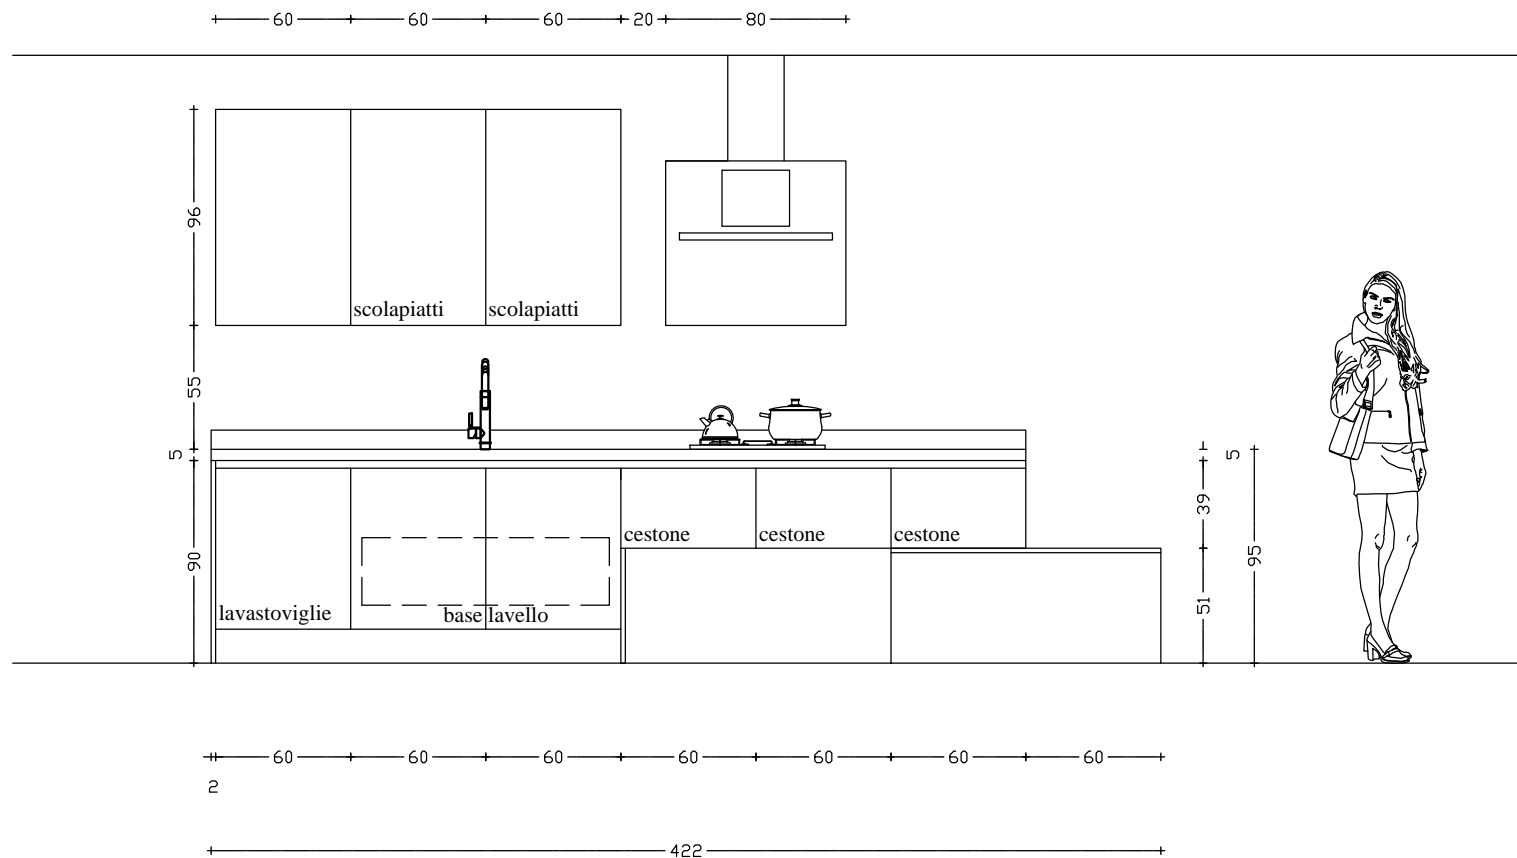 60 60 60 20 80
96
scolapiatti scolapiatti
55
5 5
39
cestone cestone cestone
90 95
51
lavastoviglie base lavello
60 60 60 60 60 60 60
2
422